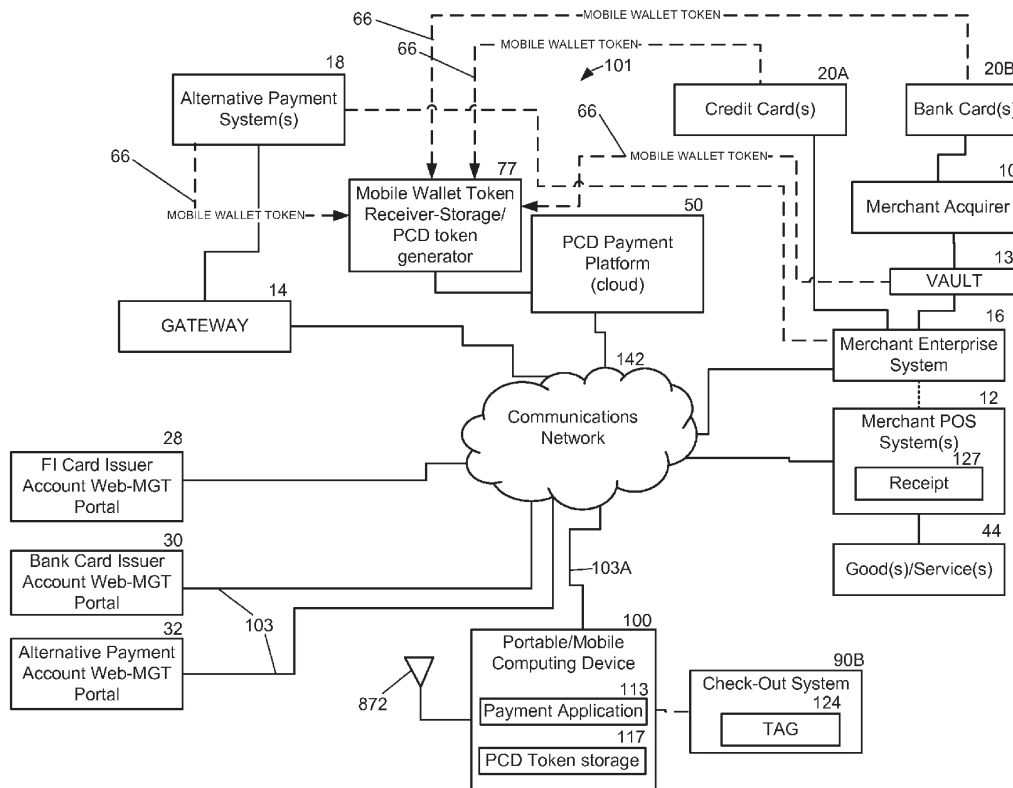 MOBILE WALLET TOKEN
66
66
MOBILE WALLET TOKEN
101
18
20A
20B
Alternative Payment
System(s)
Credit Card(s)
Bank Card(s)
66
66
MOBILE WALLET TOKEN
77
10
Mobile Wallet Token
Receiver-Storage/
PCD token
generator
Merchant Acquirer
MOBILE WALLET TOKEN
50
PCD Payment
Platform
(cloud)
13
VAULT
14
GATEWAY
16
Merchant Enterprise
System
142
Communications
Network
12
Merchant POS
System(s)
127
Receipt
28
FI Card Issuer
Account Web-MGT
Portal
44
Good(s)/Service(s)
30
Bank Card Issuer
Account Web-MGT
Portal
103A
103
32
Alternative Payment
Account Web-MGT
Portal
100
Portable/Mobile
Computing Device
113
Payment Application
117
PCD Token storage
872
90B
Check-Out System
124
TAG